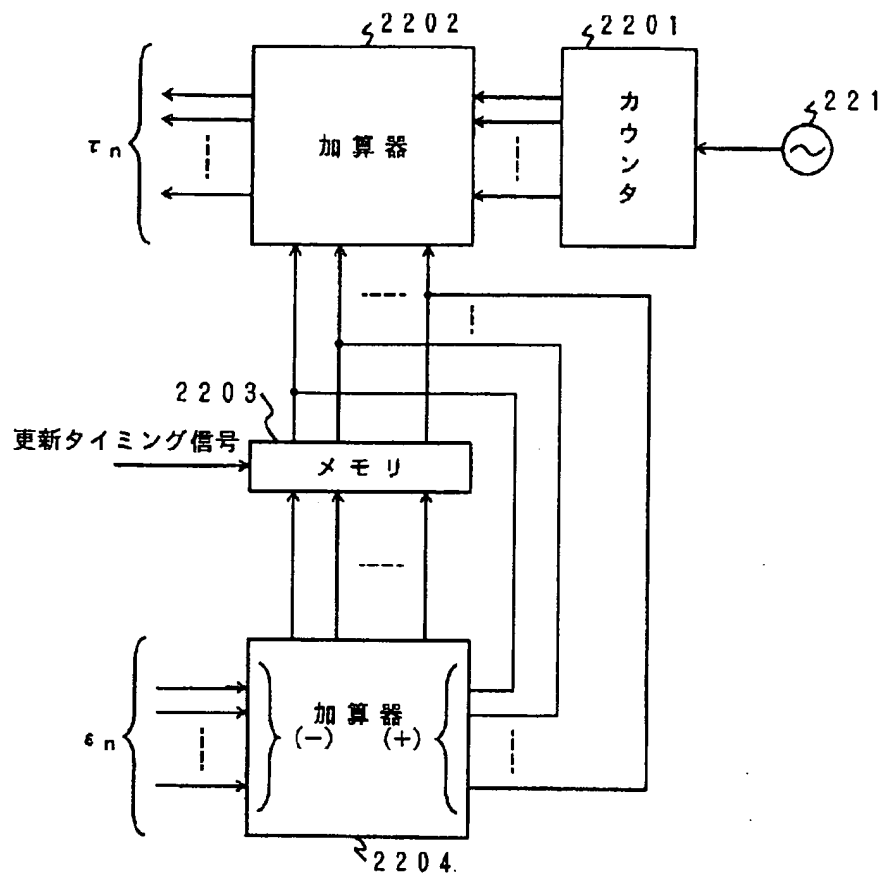 2202
2201
221
加算器
カウンタ
τn
2203
更新タイミング信号
メモリ
加算器
(−) (+)
εn
2204